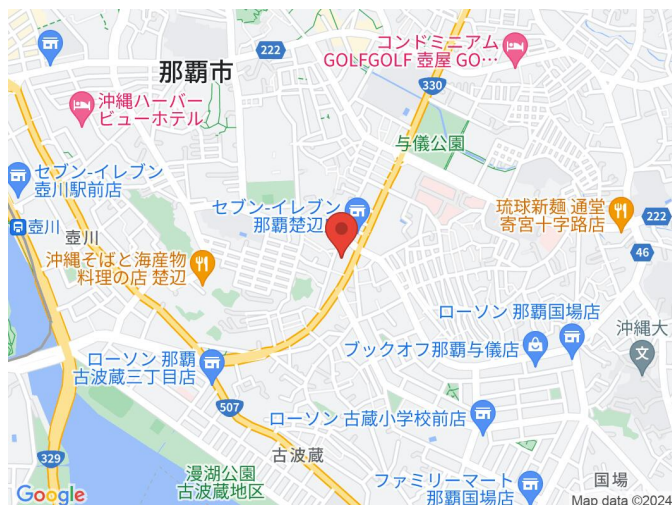 コンドミニアム
GOLFGOLF 壺屋 GO…
222
那覇市
330
沖縄ハーバー
ビューホテル
与儀公園
セブン-イレブン
壺川駅前店
セブン-イレブン
那覇楚辺
琉球新麺 通堂
寄宮十字路店
222
壺川
壺川
46
沖縄そばと海産物
料理の店 楚辺
ローソン 那覇国場店
沖縄大
ブックオフ那覇与儀店
ローソン 那覇
古波蔵三丁目店
507
ローソン 古蔵小学校前店
古波蔵
329
漫湖公園
古波蔵地区
ファミリーマート
那覇国場店
国場
Google
Map data ©2024